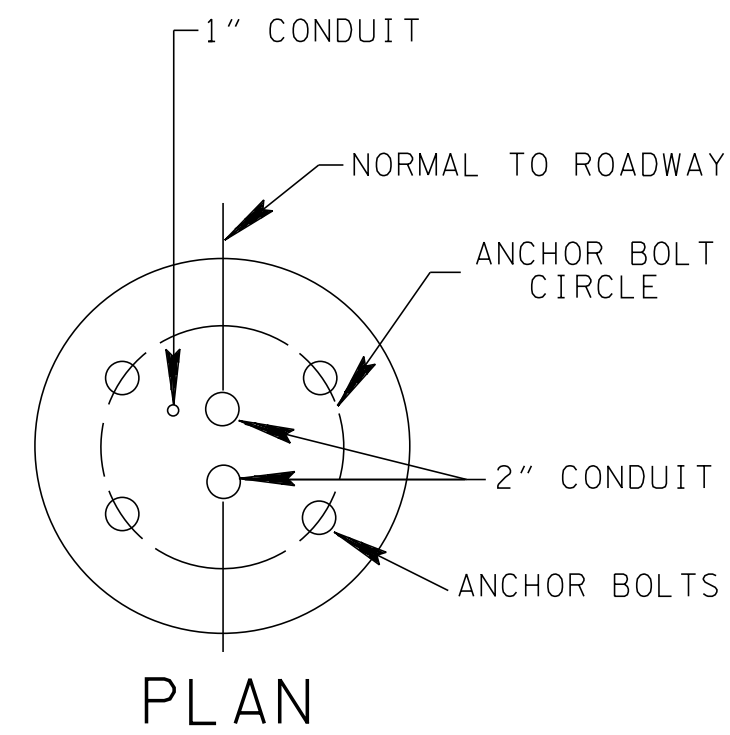 1" CONDUIT
NORMAL TO ROADWAY
ANCHOR BOLT
CIRCLE
2" CONDUIT
ANCHOR BOLTS
PLAN